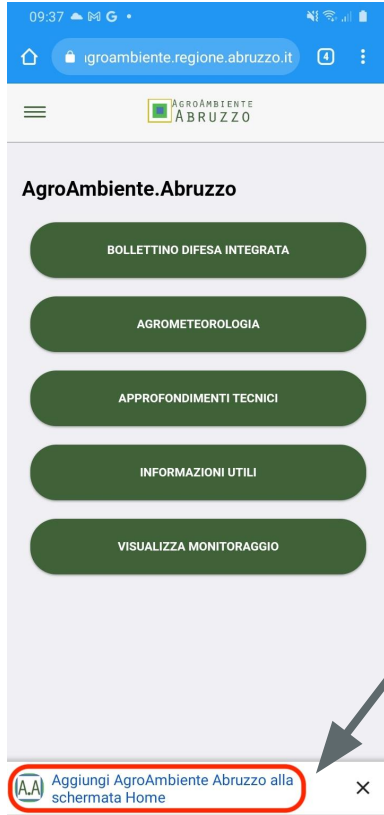 09:37 G •
agroambiente.regione.abruzzo.it 4
AGROAMBIENTE
ABRUZZO
AgroAmbiente.Abruzzo
BOLLETTINO DIFESA INTEGRATA
AGROMETEOROLOGIA
APPROFONDIMENTI TECNICI
INFORMAZIONI UTILI
VISUALIZZA MONITORAGGIO
A.A Aggiungi AgroAmbiente Abruzzo alla
schermata Home